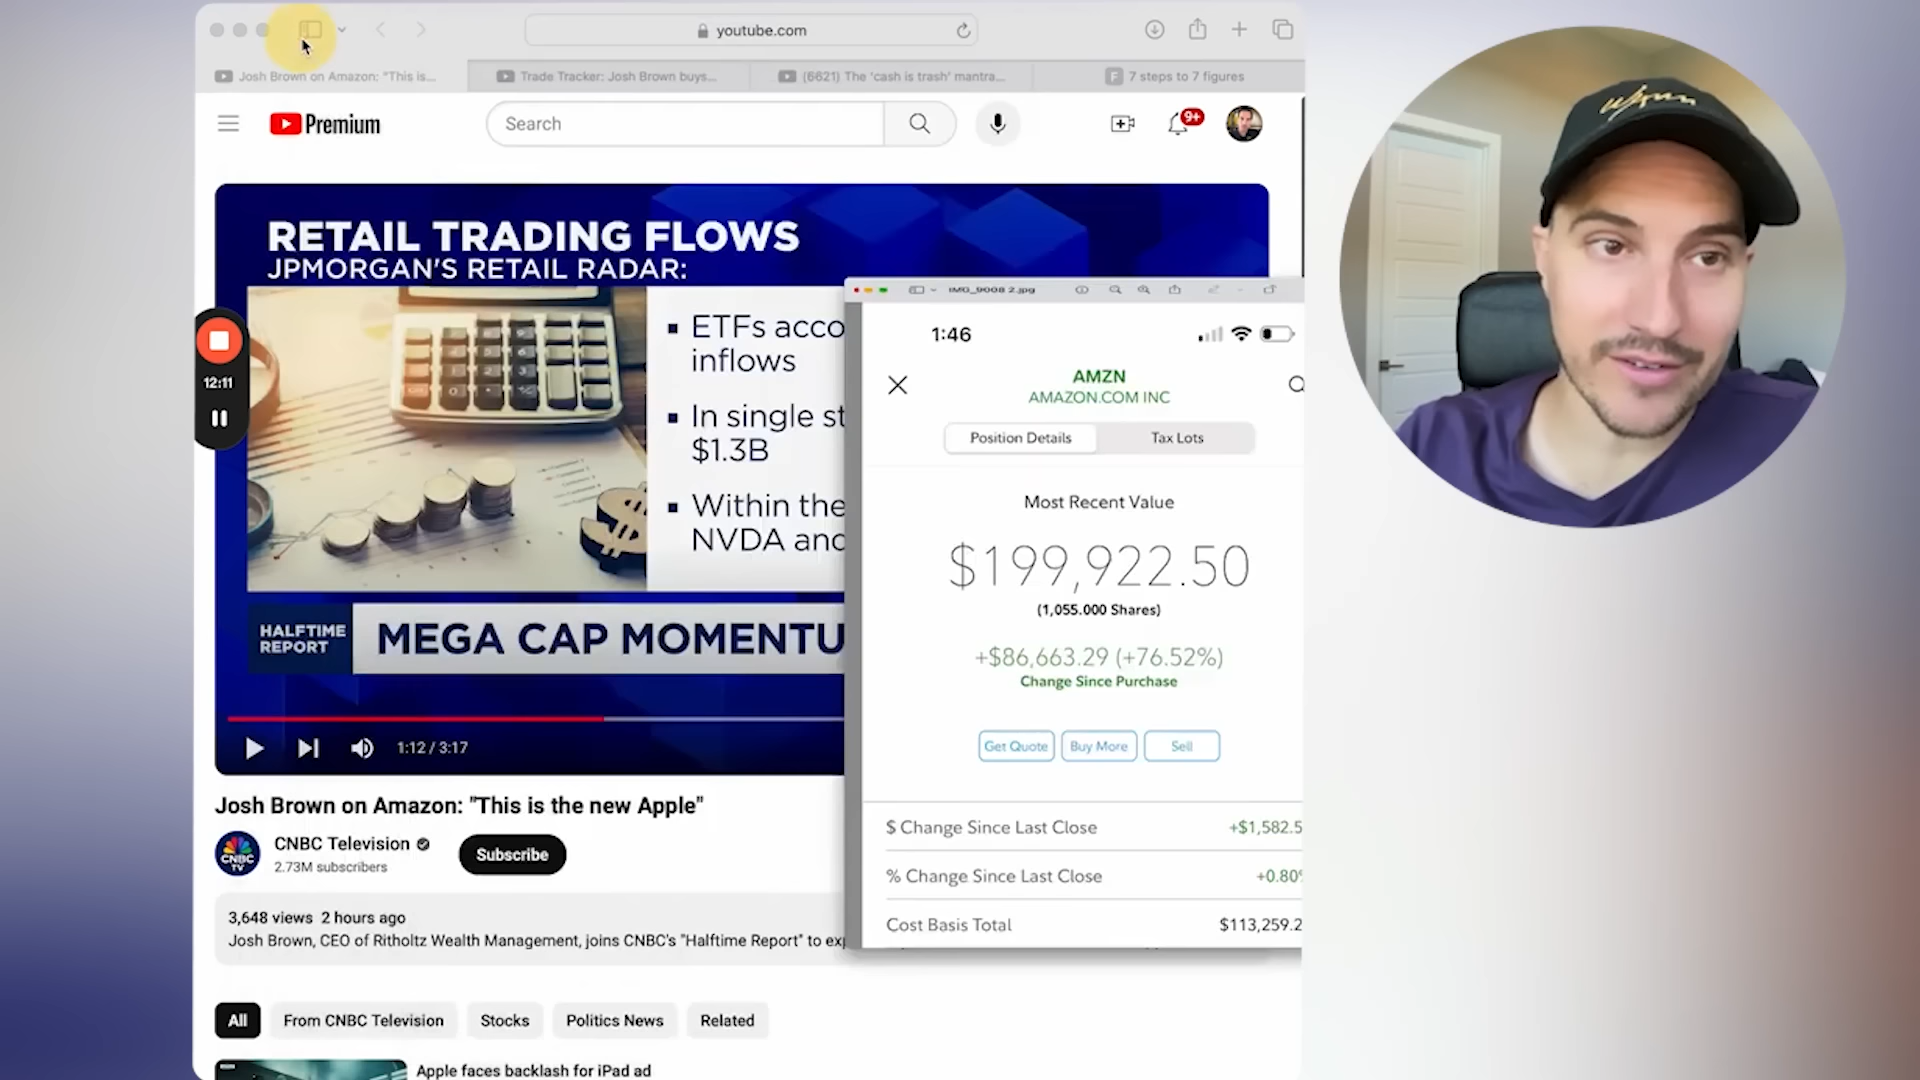 youtube.com
Josh Brown on Amazon: "This is...
Trade Tracker: Josh Brown buys...
(6621) The 'cash is trash' mantra...
F 7 steps to 7 figures
Premium
Search
9+
RETAIL TRADING FLOWS
JPMORGAN'S RETAIL RADAR:
ETFs acco
inflows
In single st
$1.3B
Within the
NVDA and
HALFTIME
REPORT
MEGA CAP MOMENTU
1:12 / 3:17
12:11
IMG_9008 2.jpg
1:46
AMZN
AMAZON.COM INC
Position Details
Tax Lots
Most Recent Value
$199,922.50
(1,055.000 Shares)
+$86,663.29 (+76.52%)
Change Since Purchase
Get Quote
Buy More
Sell
$ Change Since Last Close
+$1,582.5
% Change Since Last Close
+0.80%
Cost Basis Total
$113,259.2
Josh Brown on Amazon: "This is the new Apple"
CNBC
TV
CNBC Television
2.73M subscribers
Subscribe
3,648 views 2 hours ago
Josh Brown, CEO of Ritholtz Wealth Management, joins CNBC's "Halftime Report" to exp
All
From CNBC Television
Stocks
Politics News
Related
Apple faces backlash for iPad ad
Wynn